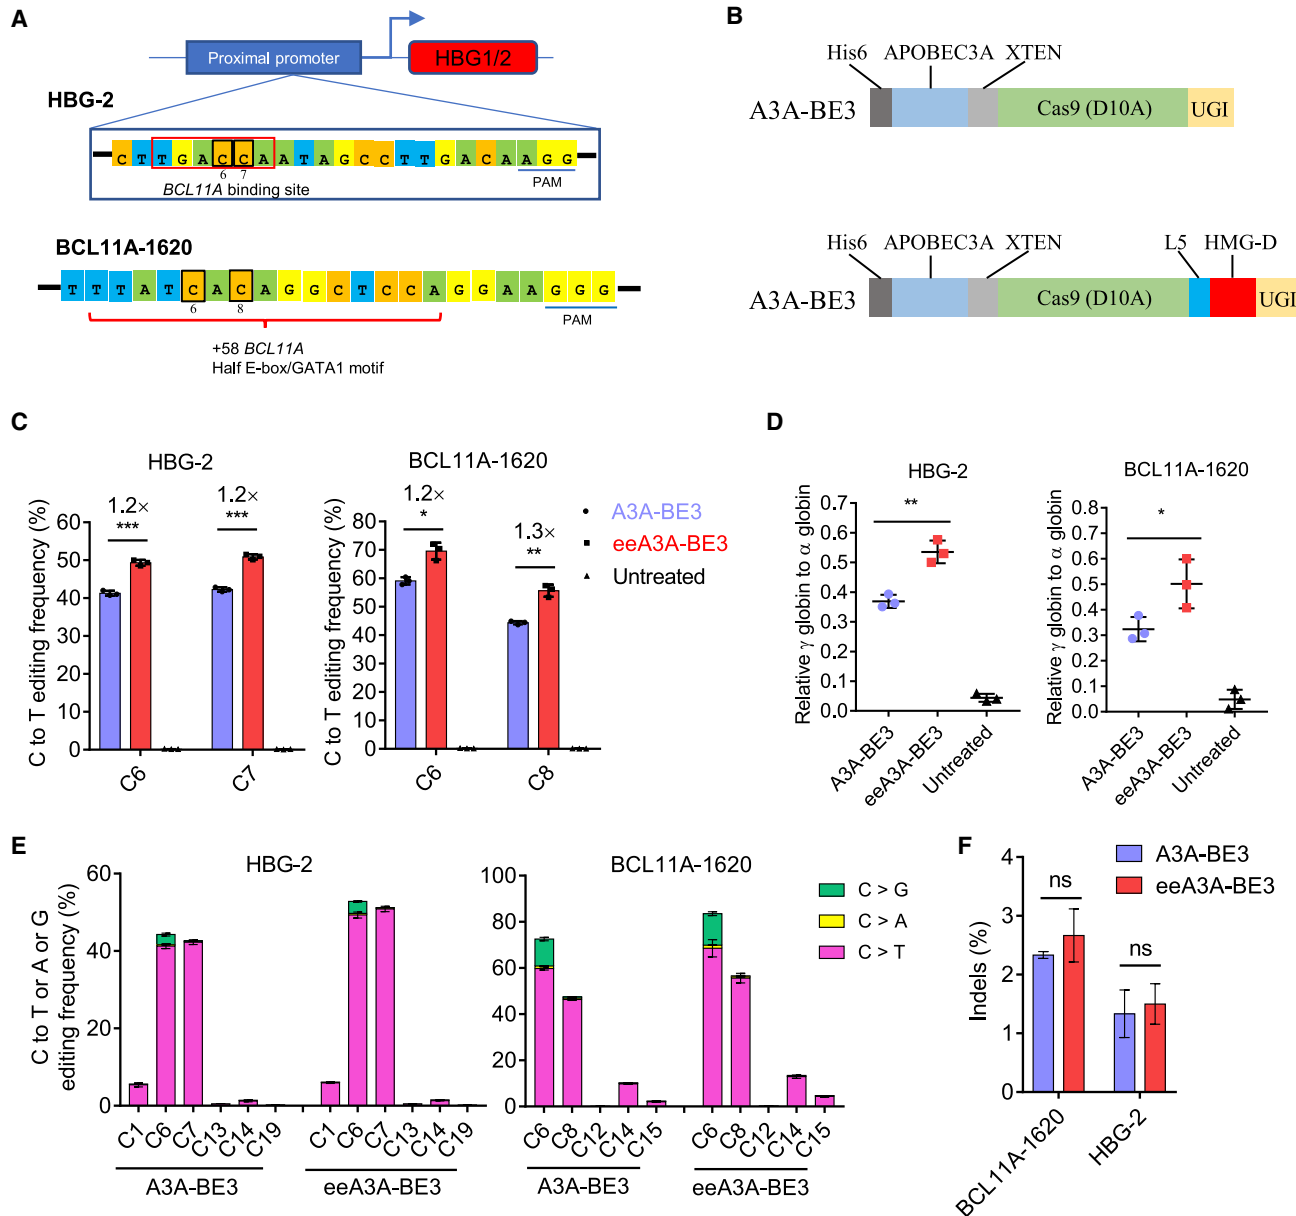 A
Proximal promoter
HBG1/2
HBG-2
C T T G A C C A A T A G C C T T G A C A A G G
6 7
BCL11A binding site
PAM
BCL11A-1620
T T T A T C A C A G G C T C C A G G A A G G G
6 8
PAM
+58 BCL11A
Half E-box/GATA1 motif
B
His6 APOBEC3A XTEN
A3A-BE3
Cas9 (D10A)
UGI
His6 APOBEC3A XTEN L5 HMG-D
A3A-BE3
Cas9 (D10A)
UGI
C
HBG-2
C to T editing frequency (%)
60
50
40
30
20
10
0
1.2×
***
1.2×
***
C6
C7
BCL11A-1620
C to T editing frequency (%)
80
70
60
50
40
30
20
10
0
1.2×
*
1.3×
**
C6
C8
A3A-BE3
eeA3A-BE3
Untreated
D
HBG-2
Relative γ globin to α globin
0.7
0.6
0.5
0.4
0.3
0.2
0.1
0.0
**
A3A-BE3
eeA3A-BE3
Untreated
BCL11A-1620
Relative γ globin to α globin
0.8
0.7
0.6
0.5
0.4
0.3
0.2
0.1
0.0
*
A3A-BE3
eeA3A-BE3
Untreated
E
HBG-2
C to T or A or G
editing frequency (%)
60
40
20
0
C1 C6 C7 C13 C14 C19
A3A-BE3
C1 C6 C7 C13 C14 C19
eeA3A-BE3
BCL11A-1620
100
80
60
40
20
0
C6 C8 C12 C14 C15
A3A-BE3
C6 C8 C12 C14 C15
eeA3A-BE3
C > G
C > A
C > T
F
A3A-BE3
eeA3A-BE3
Indels (%)
4
3
2
1
0
ns
ns
BCL11A-1620
HBG-2